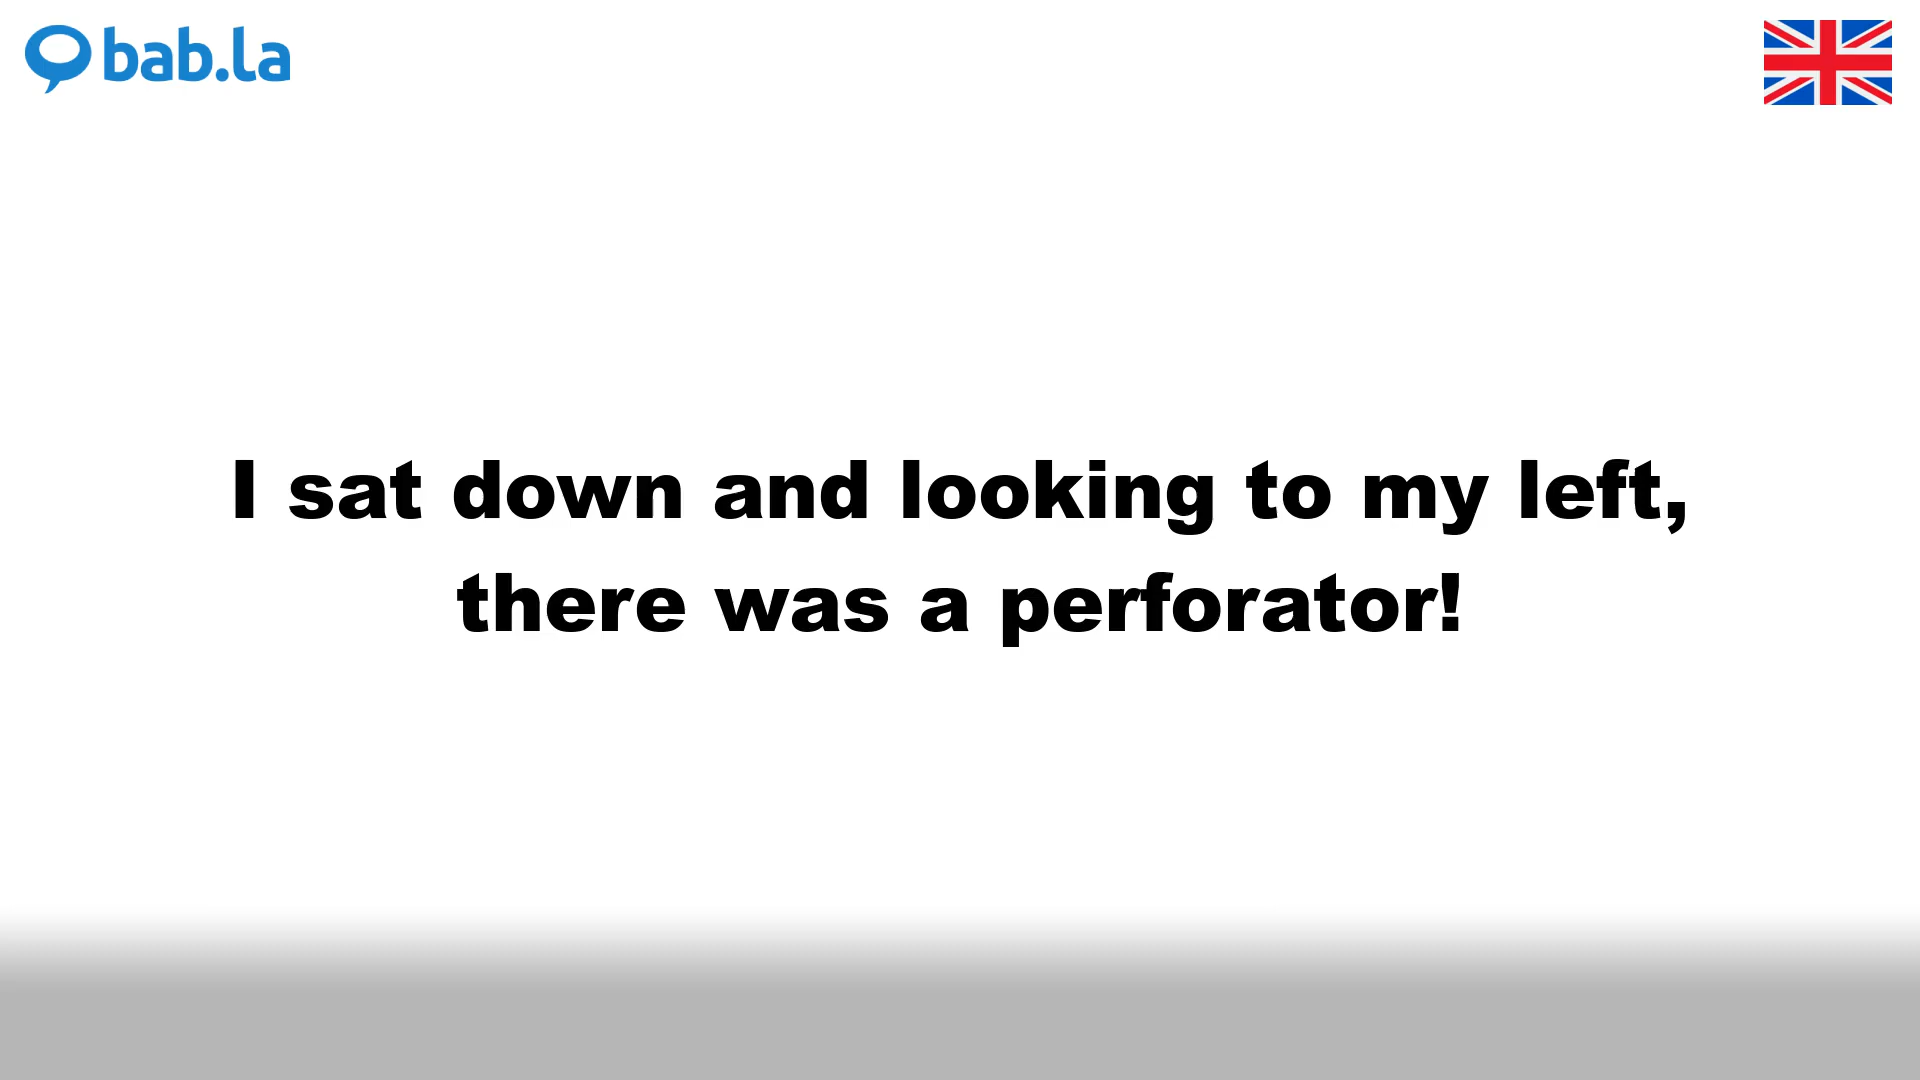 bab.la
I sat down and looking to my left,
there was a perforator!